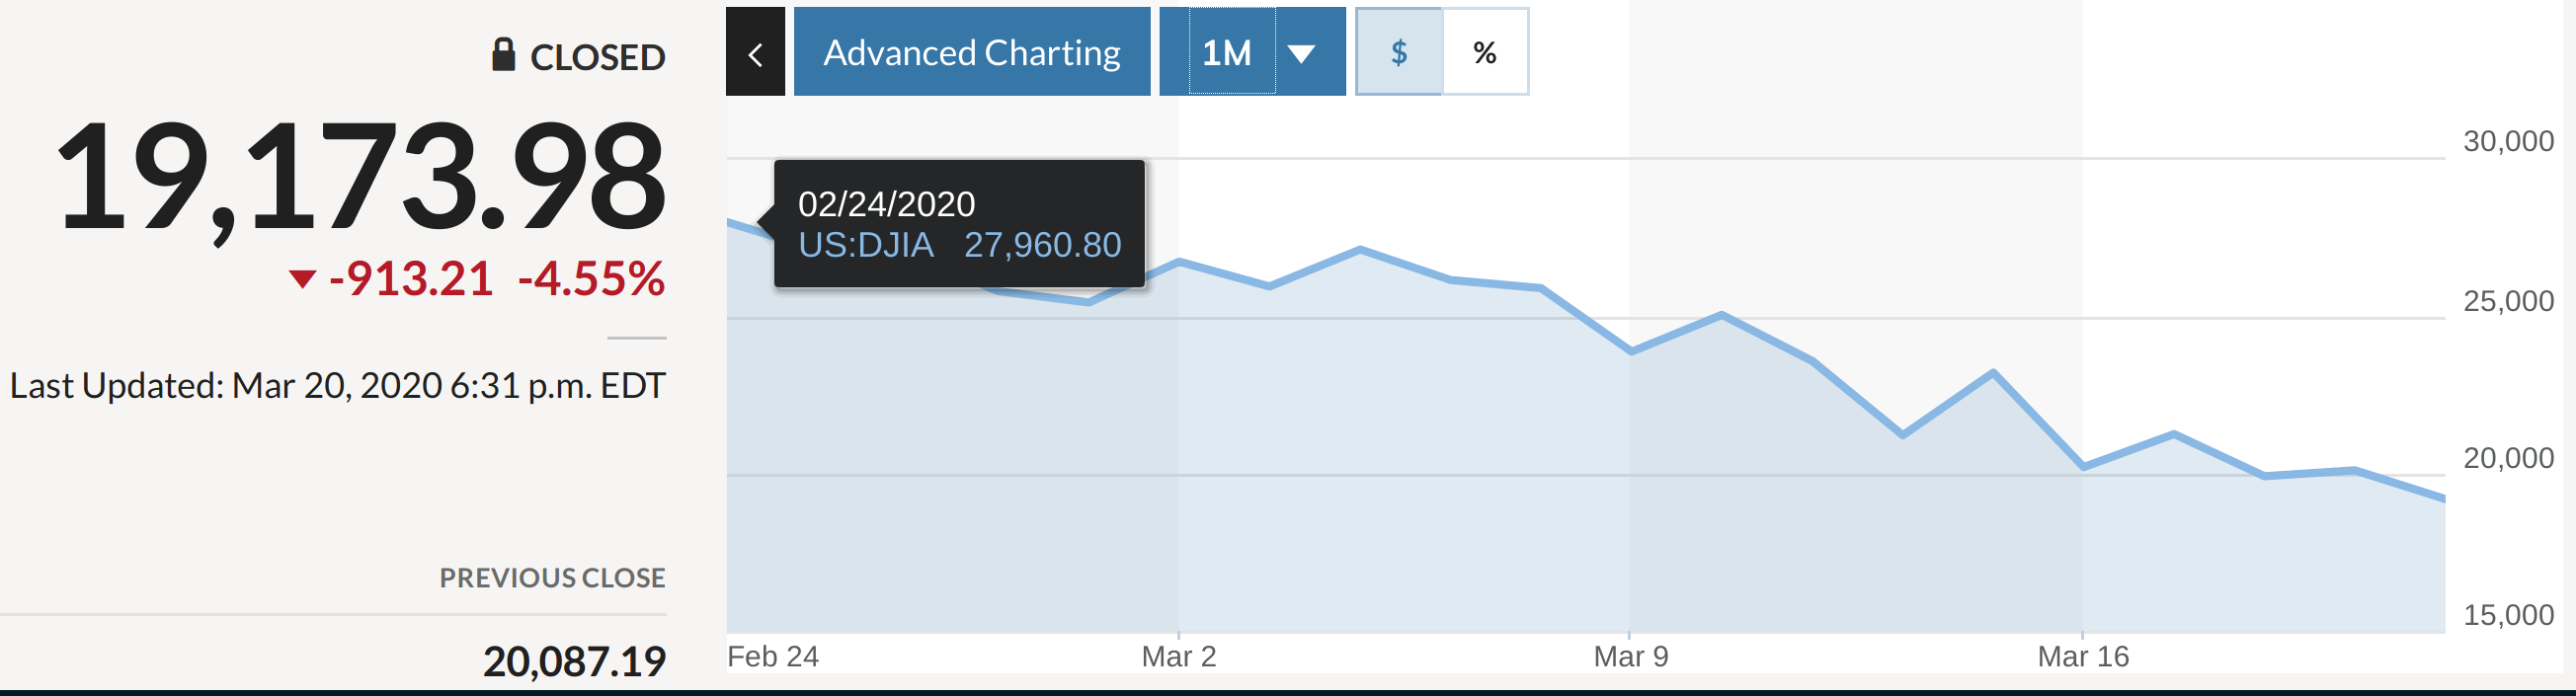 CLOSED
19,173.98
-913.21 -4.55%
Last Updated: Mar 20, 2020 6:31 p.m. EDT
PREVIOUS CLOSE
20,087.19
Advanced Charting 1M $ %
02/24/2020
US:DJIA 27,960.80
30,000
25,000
20,000
15,000
Feb 24 Mar 2 Mar 9 Mar 16